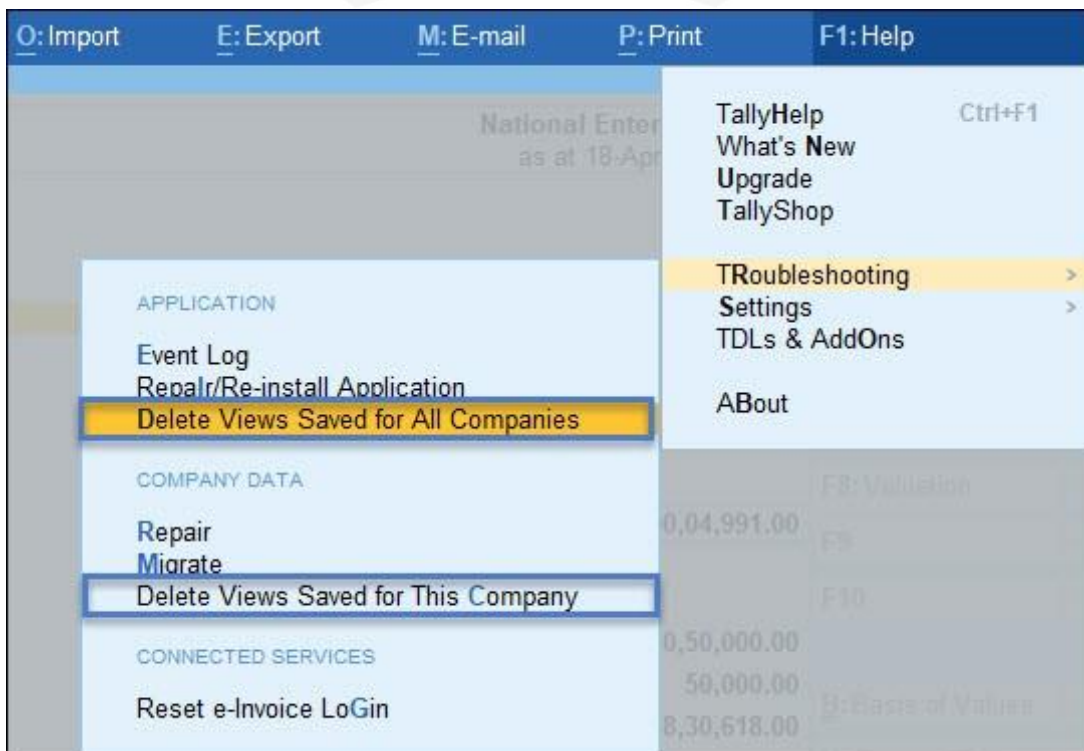 O: Import E: Export M: E-mail P: Print F1: Help
National Enter
as at 18-Apr
TallyHelp Ctrl+F1
What's New
Upgrade
TallyShop
TRoubleshooting >
Settings >
TDLs & AddOns
ABout
APPLICATION
Event Log
RepaIr/Re-install Application
Delete Views Saved for All Companies
COMPANY DATA
Repair
Migrate
Delete Views Saved for This Company
CONNECTED SERVICES
Reset e-Invoice LoGin
0,04,991.00
0,50,000.00
50,000.00
8,30,618.00
F8: Valuation
F9
F10
B: Basis of Values